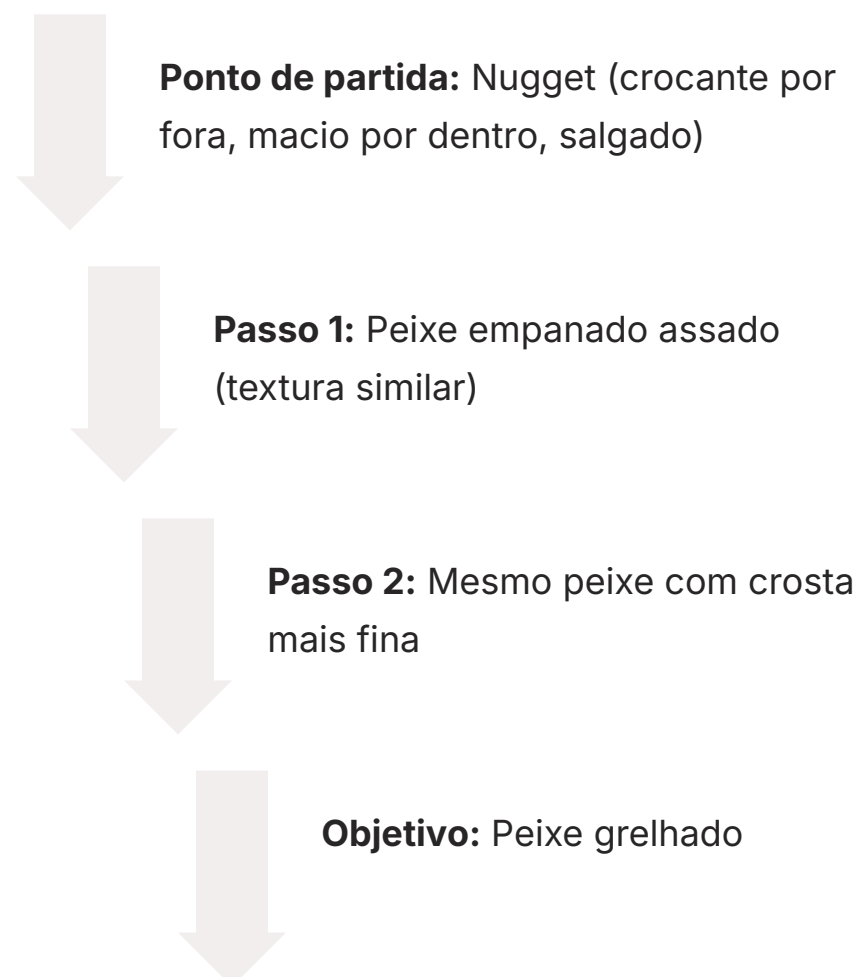 Ponto de partida: Nugget (crocante por
fora, macio por dentro, salgado)
Passo 1: Peixe empanado assado
(textura similar)
Passo 2: Mesmo peixe com crosta
mais fina
Objetivo: Peixe grelhado